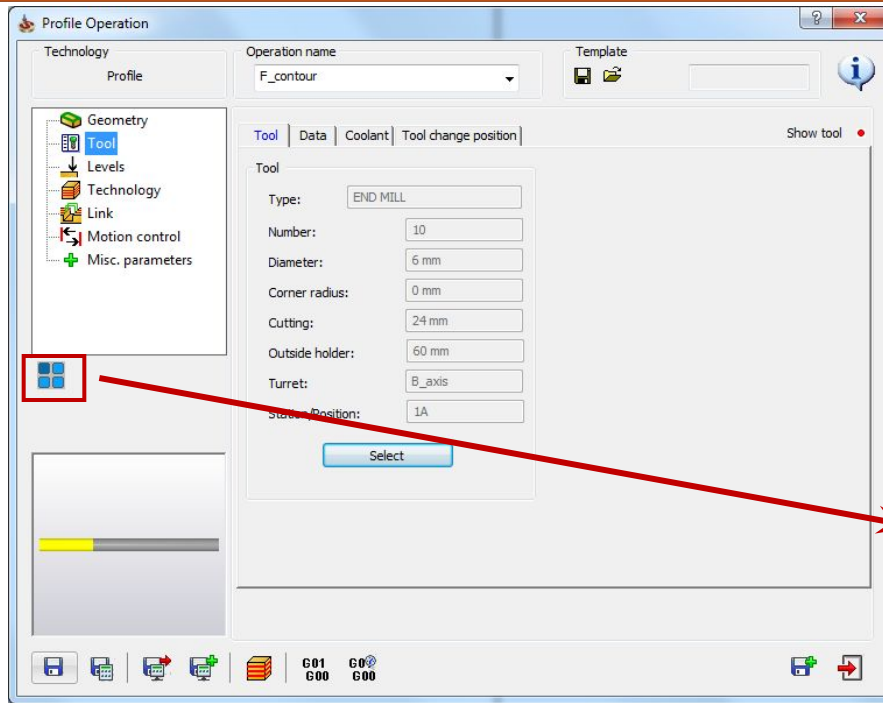 Profile Operation
Technology
Profile
Operation name
F_contour
Template
Geometry
Tool
Levels
Technology
Link
Motion control
Misc. parameters
Tool
Data
Coolant
Tool change position
Show tool
Tool
Type:
END MILL
Number:
10
Diameter:
6 mm
Corner radius:
0 mm
Cutting:
24 mm
Outside holder:
60 mm
Turret:
B_axis
Station/Position:
1A
Select
G01
G00
G0
G00